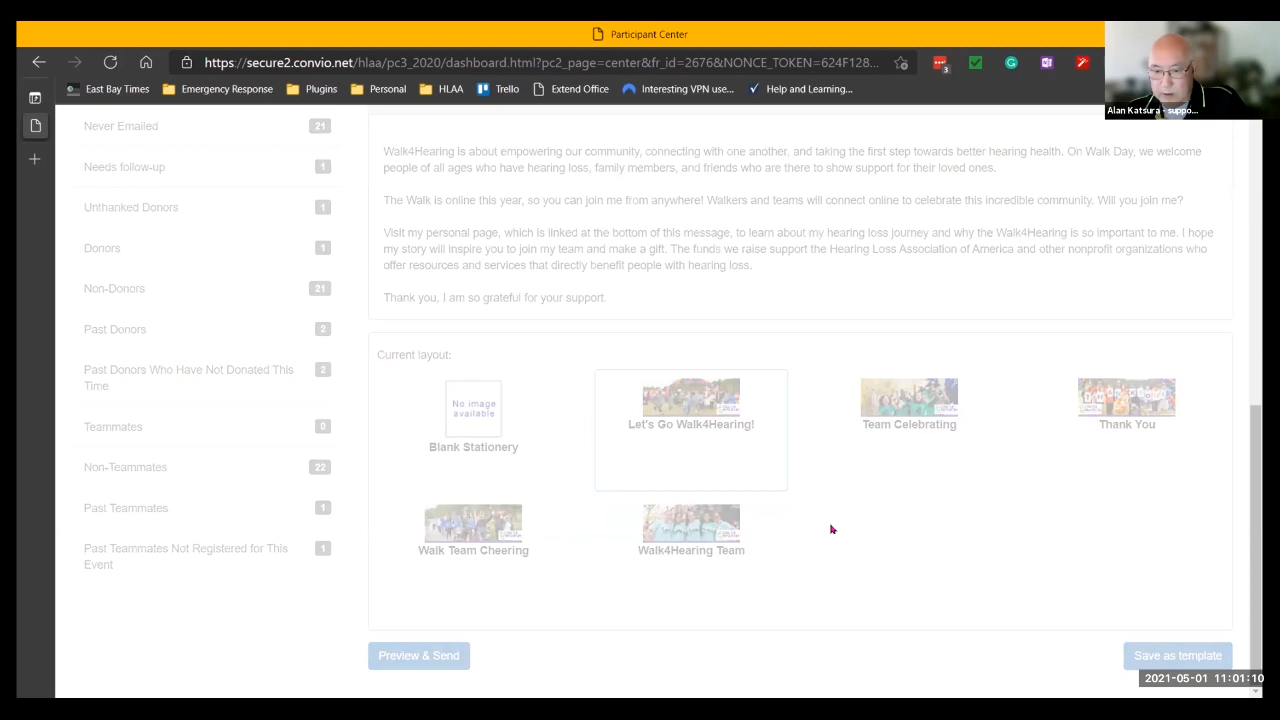 Participant Center
https://secure2.convio.net/hlaa/pc3_2020/dashboard.html?pc2_page=center&fr_id=2676&NONCE_TOKEN=624F128...
3
East Bay Times
Emergency Response
Plugins
Personal
HLAA
Trello
Extend Office
Interesting VPN use...
Help and Learning...
Alan Katsura - suppo...
Never Emailed 21
Needs follow-up 1
Unthanked Donors 1
Donors 1
Non-Donors 21
Past Donors 2
Past Donors Who Have Not Donated This 2
Time
Teammates 0
Non-Teammates 22
Past Teammates 1
Past Teammates Not Registered for This 1
Event
Walk4Hearing is about empowering our community, connecting with one another, and taking the first step towards better hearing health. On Walk Day, we welcome
people of all ages who have hearing loss, family members, and friends who are there to show support for their loved ones.
The Walk is online this year, so you can join me from anywhere! Walkers and teams will connect online to celebrate this incredible community. Will you join me?
Visit my personal page, which is linked at the bottom of this message, to learn about my hearing loss journey and why the Walk4Hearing is so important to me. I hope
my story will inspire you to join my team and make a gift. The funds we raise support the Hearing Loss Association of America and other nonprofit organizations who
offer resources and services that directly benefit people with hearing loss.
Thank you, I am so grateful for your support.
Current layout:
No image
available
Blank Stationery
Let's Go Walk4Hearing!
Team Celebrating
Thank You
Walk Team Cheering
Walk4Hearing Team
Preview & Send
Save as template
2021-05-01 11:01:10